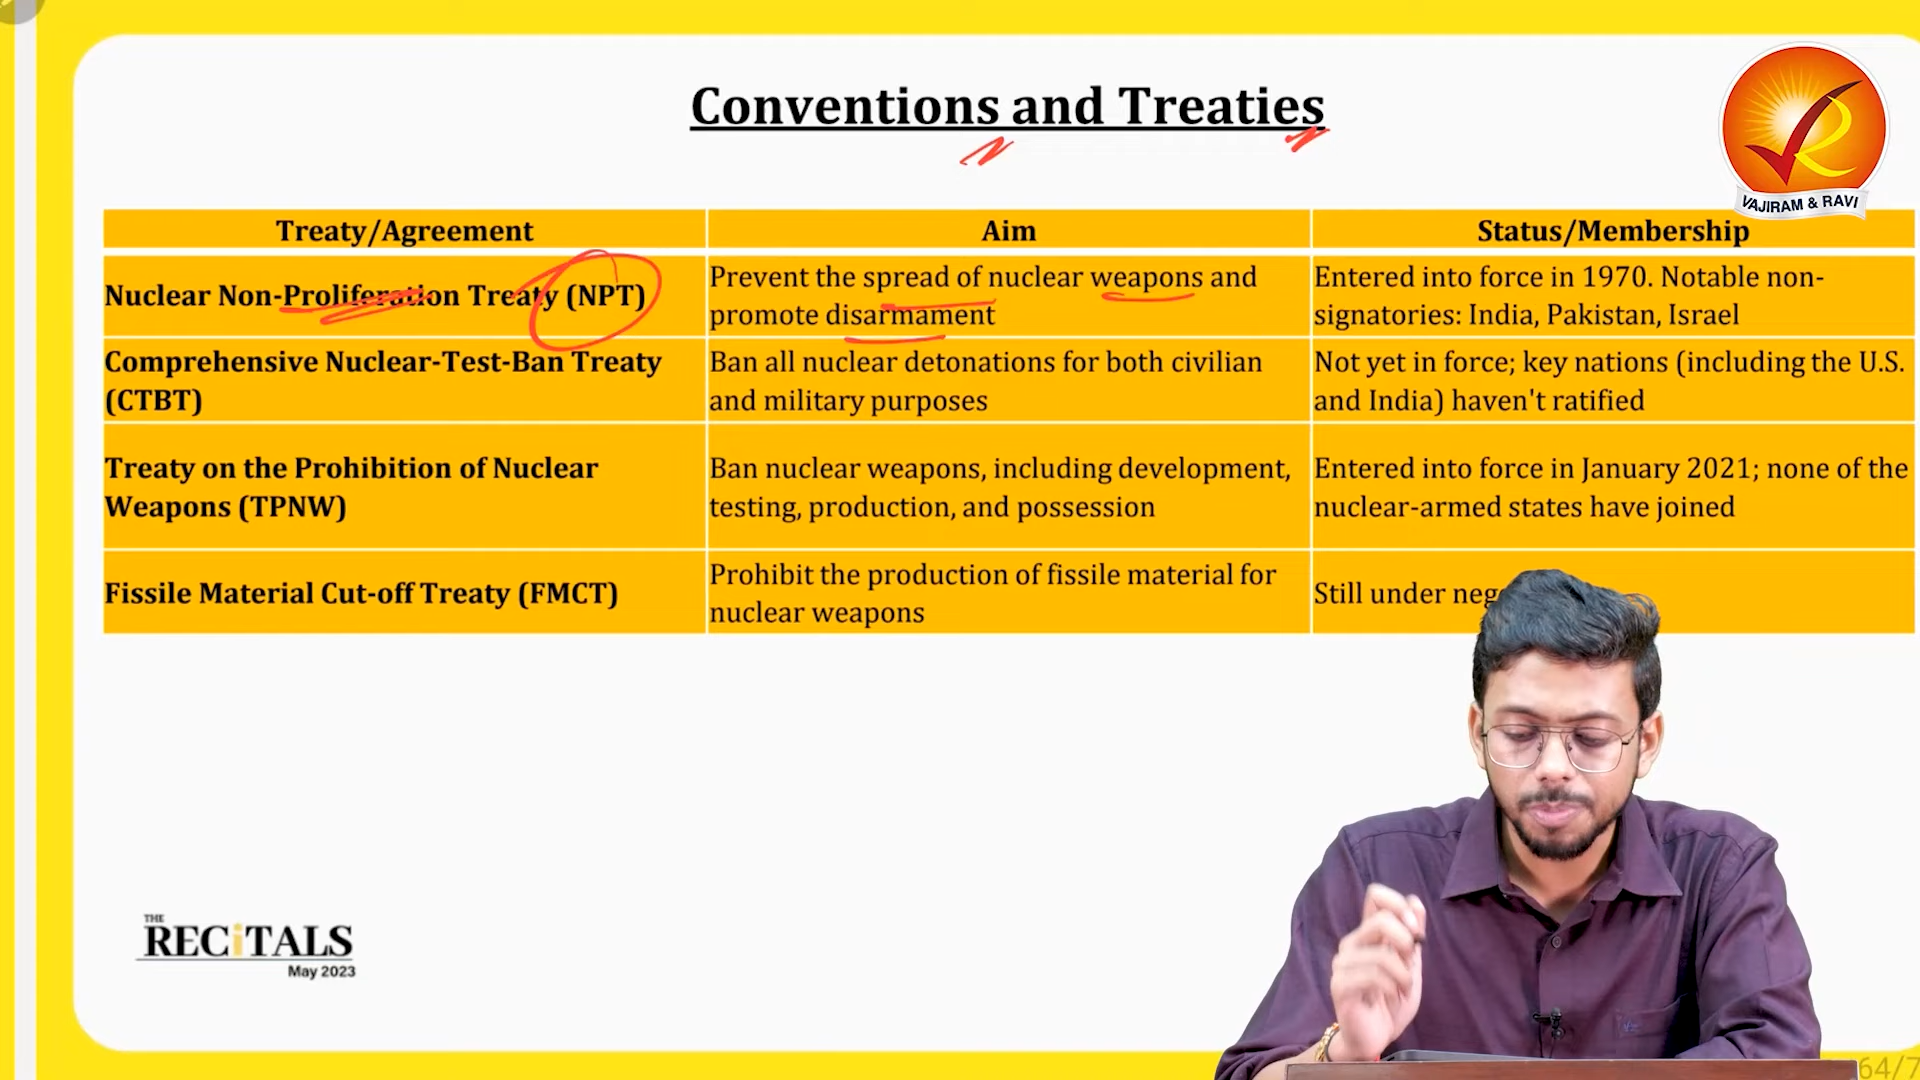 Conventions and Treaties
VAJIRAM & RAVI
Treaty/Agreement
Aim
Status/Membership
Nuclear Non-Proliferation Treaty (NPT)
Prevent the spread of nuclear weapons and
promote disarmament
Entered into force in 1970. Notable non-
signatories: India, Pakistan, Israel
Comprehensive Nuclear-Test-Ban Treaty
(CTBT)
Ban all nuclear detonations for both civilian
and military purposes
Not yet in force; key nations (including the U.S.
and India) haven't ratified
Treaty on the Prohibition of Nuclear
Weapons (TPNW)
Ban nuclear weapons, including development,
testing, production, and possession
Entered into force in January 2021; none of the
nuclear-armed states have joined
Fissile Material Cut-off Treaty (FMCT)
Prohibit the production of fissile material for
nuclear weapons
Still under
THE
RECiTALS
May 2023